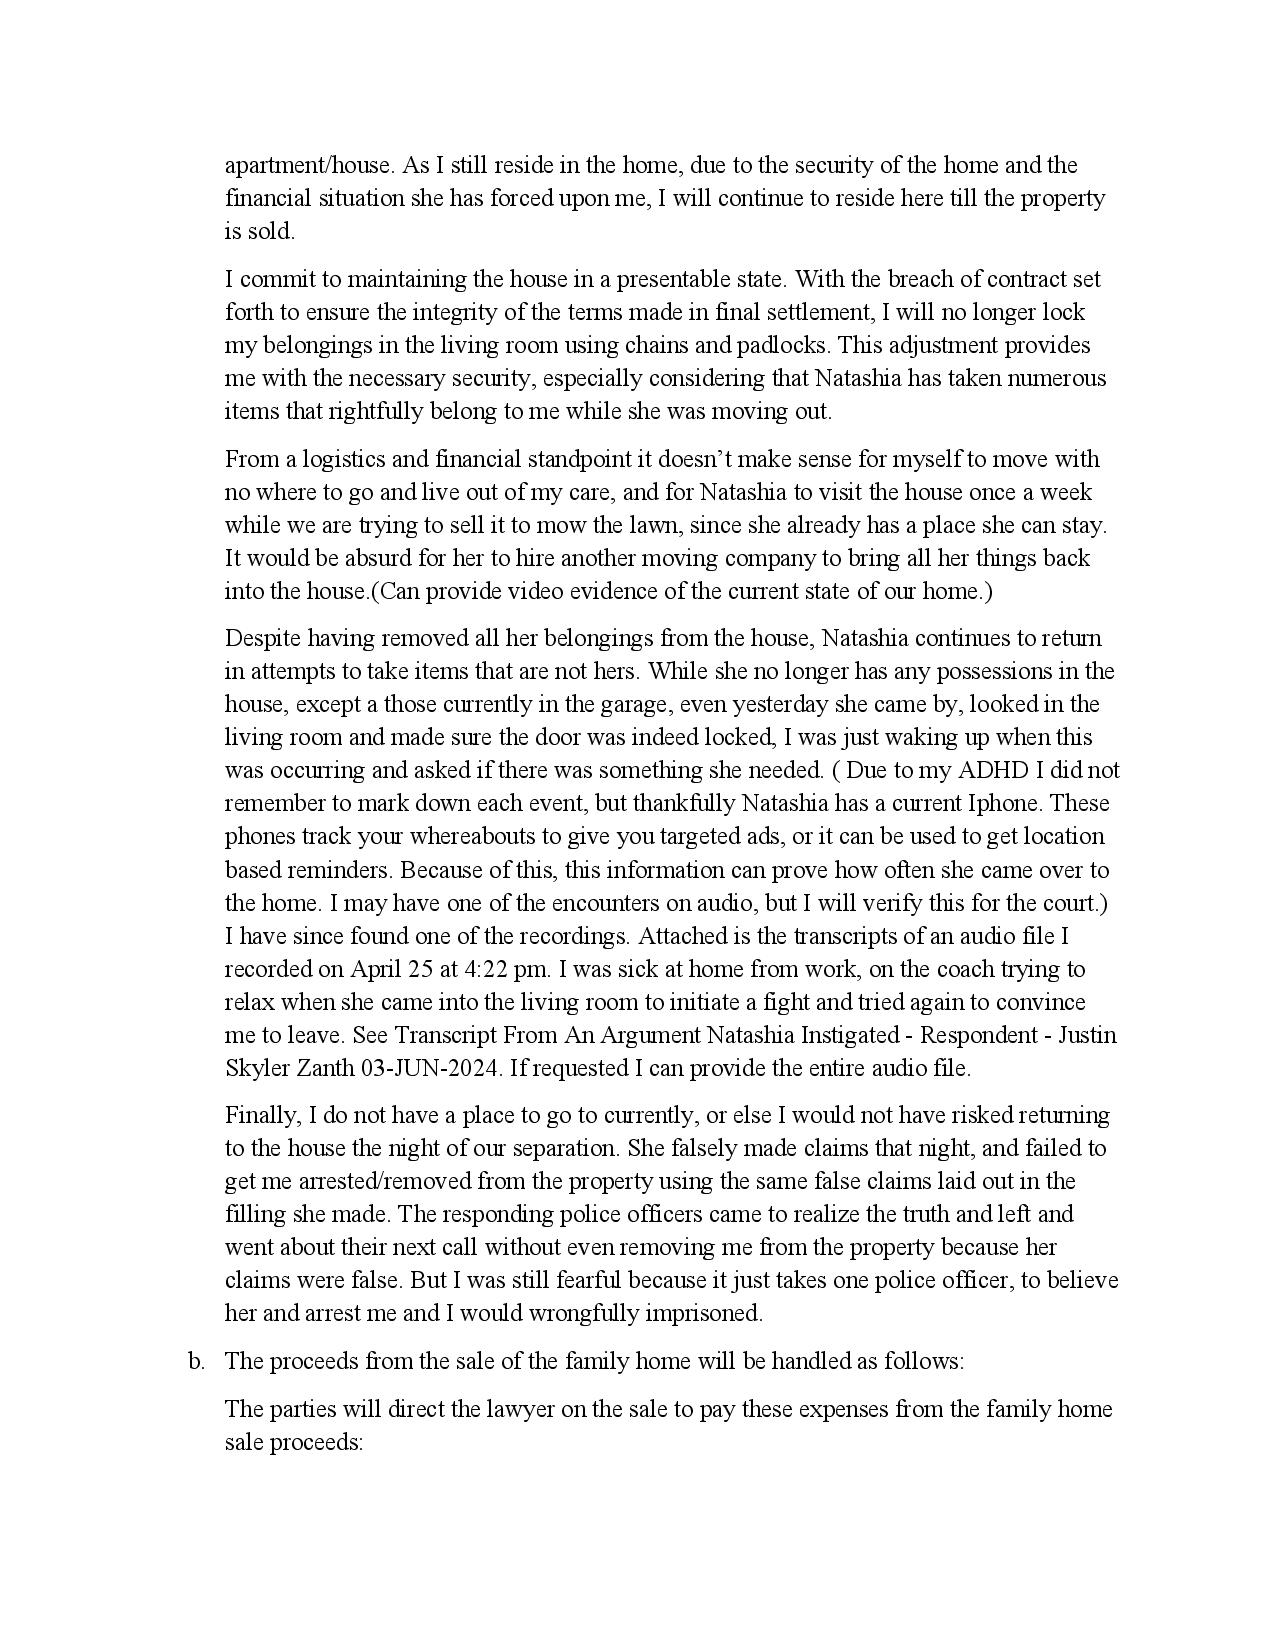 apartment/house. As I still reside in the home, due to the security of the home and the
financial situation she has forced upon me, I will continue to reside here till the property
is sold.
I commit to maintaining the house in a presentable state. With the breach of contract set
forth to ensure the integrity of the terms made in final settlement, I will no longer lock
my belongings in the living room using chains and padlocks. This adjustment provides
me with the necessary security, especially considering that Natashia has taken numerous
items that rightfully belong to me while she was moving out.
From a logistics and financial standpoint it doesn’t make sense for myself to move with
no where to go and live out of my care, and for Natashia to visit the house once a week
while we are trying to sell it to mow the lawn, since she already has a place she can stay.
It would be absurd for her to hire another moving company to bring all her things back
into the house.(Can provide video evidence of the current state of our home.)
Despite having removed all her belongings from the house, Natashia continues to return
in attempts to take items that are not hers. While she no longer has any possessions in the
house, except a those currently in the garage, even yesterday she came by, looked in the
living room and made sure the door was indeed locked, I was just waking up when this
was occurring and asked if there was something she needed. ( Due to my ADHD I did not
remember to mark down each event, but thankfully Natashia has a current Iphone. These
phones track your whereabouts to give you targeted ads, or it can be used to get location
based reminders. Because of this, this information can prove how often she came over to
the home. I may have one of the encounters on audio, but I will verify this for the court.)
I have since found one of the recordings. Attached is the transcripts of an audio file I
recorded on April 25 at 4:22 pm. I was sick at home from work, on the coach trying to
relax when she came into the living room to initiate a fight and tried again to convince
me to leave. See Transcript From An Argument Natashia Instigated - Respondent - Justin
Skyler Zanth 03-JUN-2024. If requested I can provide the entire audio file.
Finally, I do not have a place to go to currently, or else I would not have risked returning
to the house the night of our separation. She falsely made claims that night, and failed to
get me arrested/removed from the property using the same false claims laid out in the
filling she made. The responding police officers came to realize the truth and left and
went about their next call without even removing me from the property because her
claims were false. But I was still fearful because it just takes one police officer, to believe
her and arrest me and I would wrongfully imprisoned.
b. The proceeds from the sale of the family home will be handled as follows:
The parties will direct the lawyer on the sale to pay these expenses from the family home
sale proceeds: